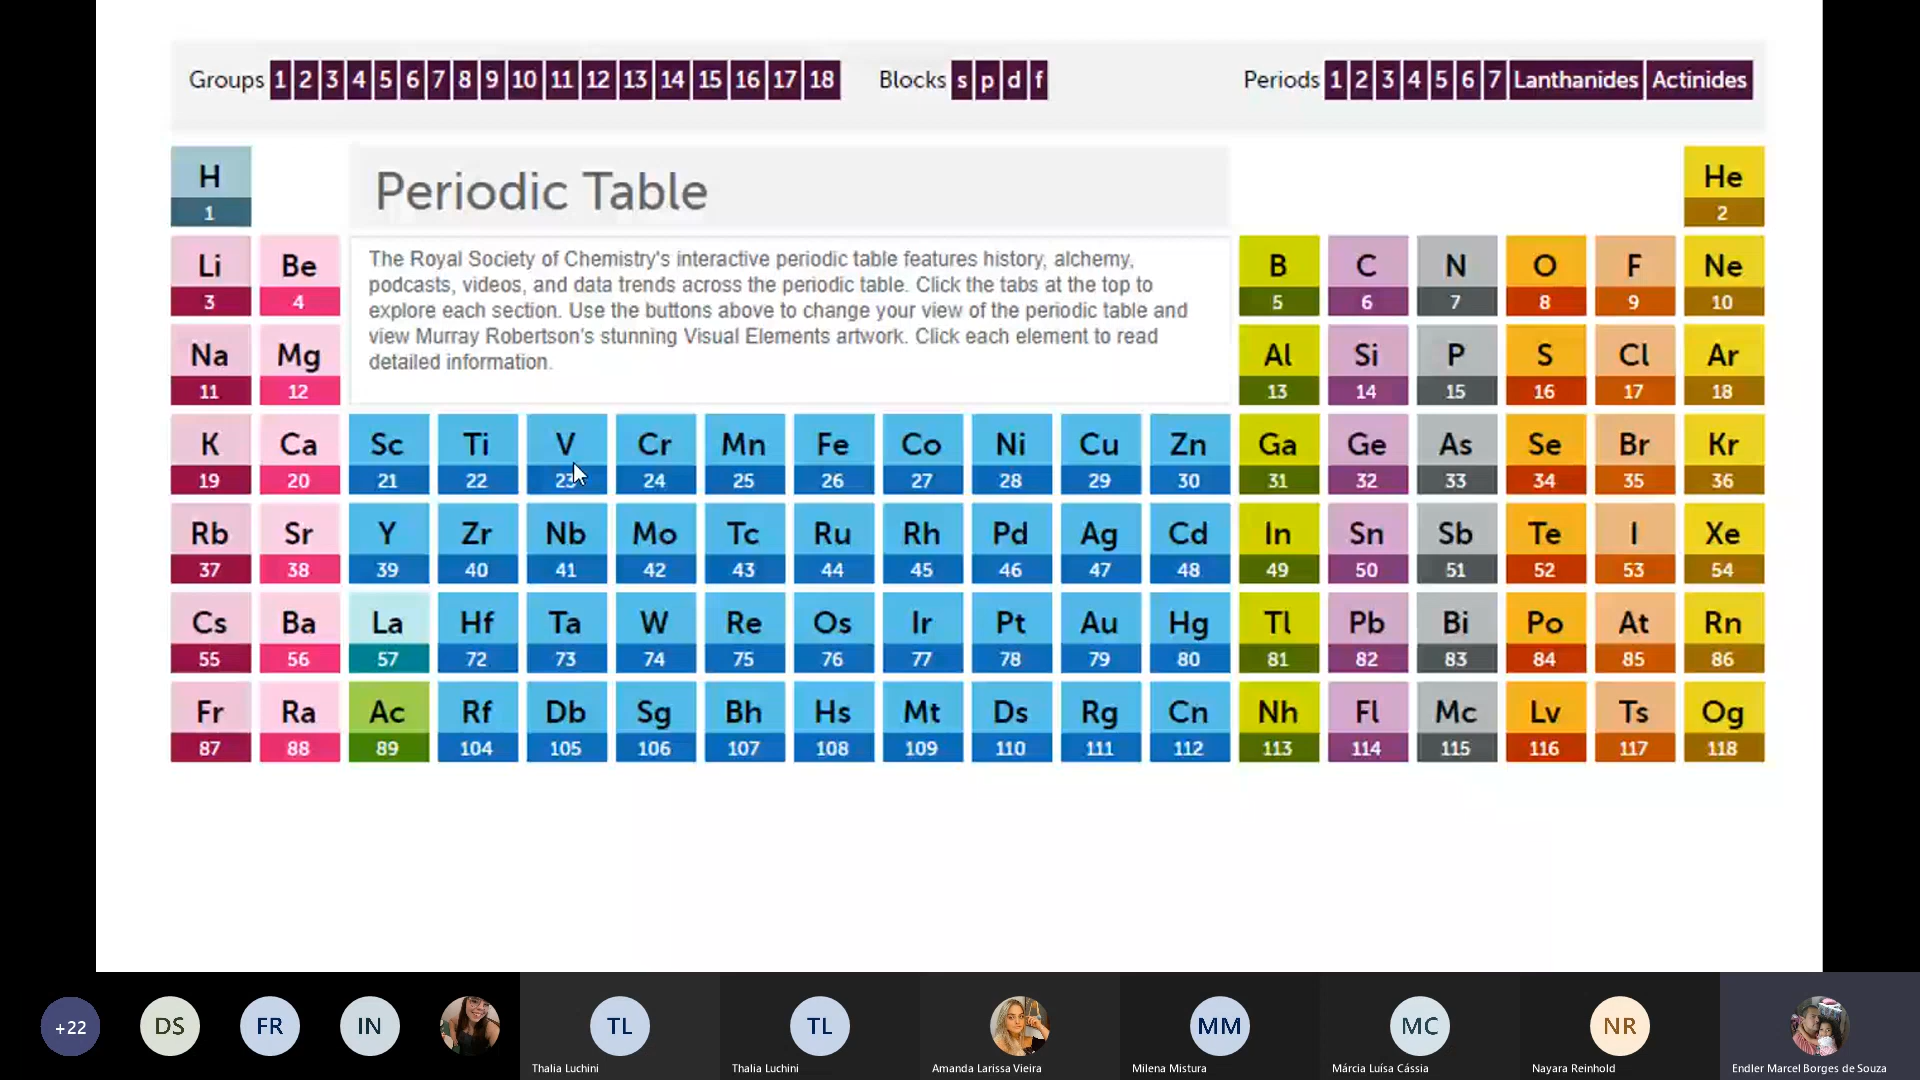 Groups 1 2 3 4 5 6 7 8 9 10 11 12 13 14 15 16 17 18 Blocks s p d f Periods 1 2 3 4 5 6 7 Lanthanides Actinides
H He
1 2
Periodic Table
Li Be B C N O F Ne
3 4 5 6 7 8 9 10
The Royal Society of Chemistry's interactive periodic table features history, alchemy,
podcasts, videos, and data trends across the periodic table. Click the tabs at the top to
explore each section. Use the buttons above to change your view of the periodic table and
view Murray Robertson's stunning Visual Elements artwork. Click each element to read
detailed information.
Na Mg Al Si P S Cl Ar
11 12 13 14 15 16 17 18
K Ca Sc Ti V Cr Mn Fe Co Ni Cu Zn Ga Ge As Se Br Kr
19 20 21 22 23 24 25 26 27 28 29 30 31 32 33 34 35 36
Rb Sr Y Zr Nb Mo Tc Ru Rh Pd Ag Cd In Sn Sb Te I Xe
37 38 39 40 41 42 43 44 45 46 47 48 49 50 51 52 53 54
Cs Ba La Hf Ta W Re Os Ir Pt Au Hg Tl Pb Bi Po At Rn
55 56 57 72 73 74 75 76 77 78 79 80 81 82 83 84 85 86
Fr Ra Ac Rf Db Sg Bh Hs Mt Ds Rg Cn Nh Fl Mc Lv Ts Og
87 88 89 104 105 106 107 108 109 110 111 112 113 114 115 116 117 118
+22 DS FR IN TL TL MM MC NR
Thalia Luchini Thalia Luchini Amanda Larissa Vieira Milena Mistura Márcia Luísa Cássia Nayara Reinhold Endler Marcel Borges de Souza